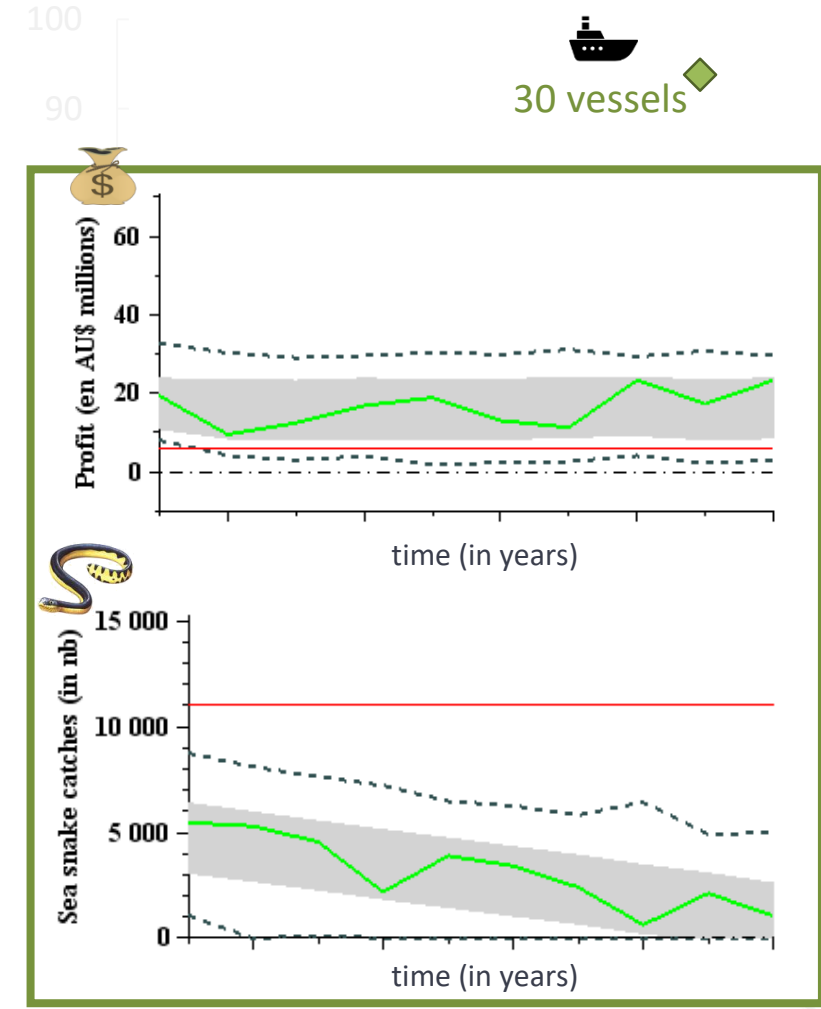 100
90
30 vessels
$
Profit (en AU$ millions)
60
40
20
0
time (in years)
Sea snake catches (in nb)
15 000
10 000
5 000
0
time (in years)